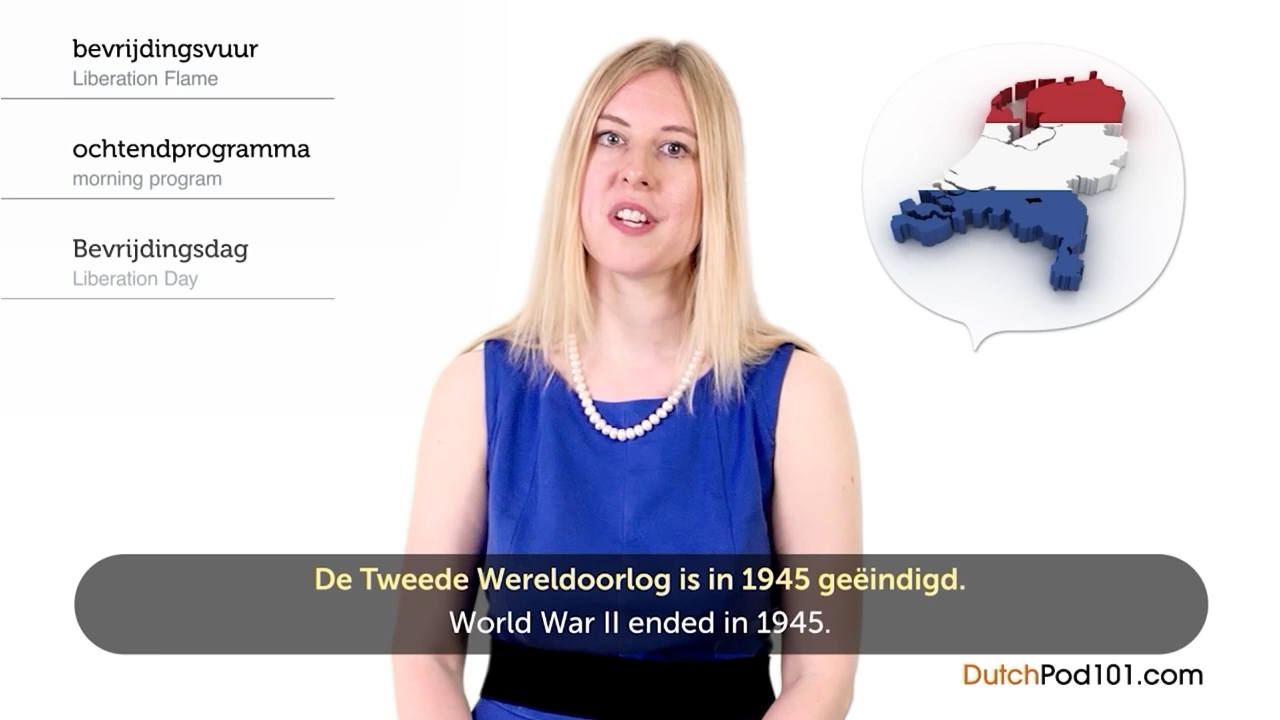 bevrijdingsvuur
Liberation Flame
ochtendprogramma
morning program
Bevrijdingsdag
Liberation Day
De Tweede Wereldoorlog is in 1945 geëindigd.
World War II ended in 1945.
DutchPod101.com